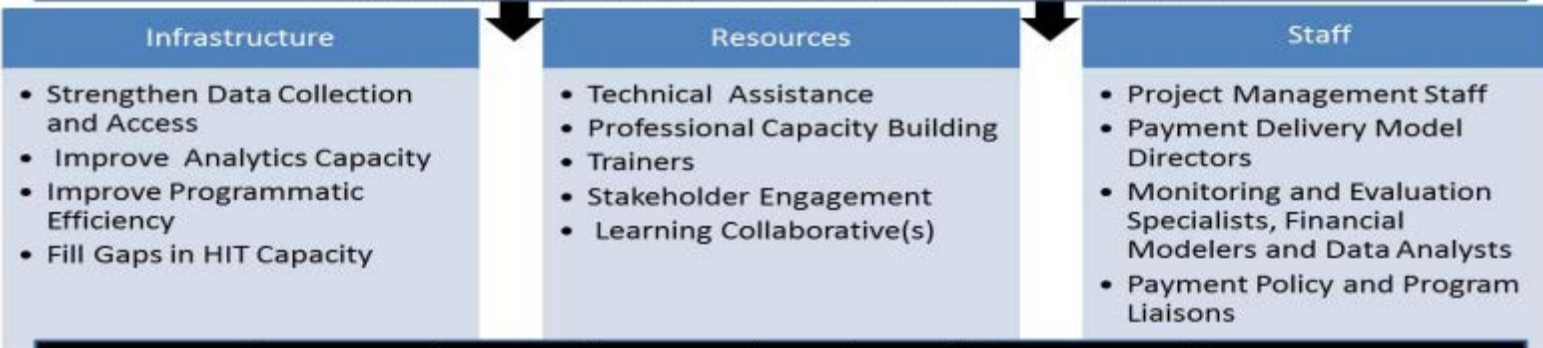 Infrastructure
• Strengthen Data Collection
and Access
• Improve Analytics Capacity
• Improve Programmatic
Efficiency
• Fill Gaps in HIT Capacity
Resources
• Technical Assistance
• Professional Capacity Building
• Trainers
• Stakeholder Engagement
• Learning Collaborative(s)
Staff
• Project Management Staff
• Payment Delivery Model
Directors
• Monitoring and Evaluation
Specialists, Financial
Modelers and Data Analysts
• Payment Policy and Program
Liaisons